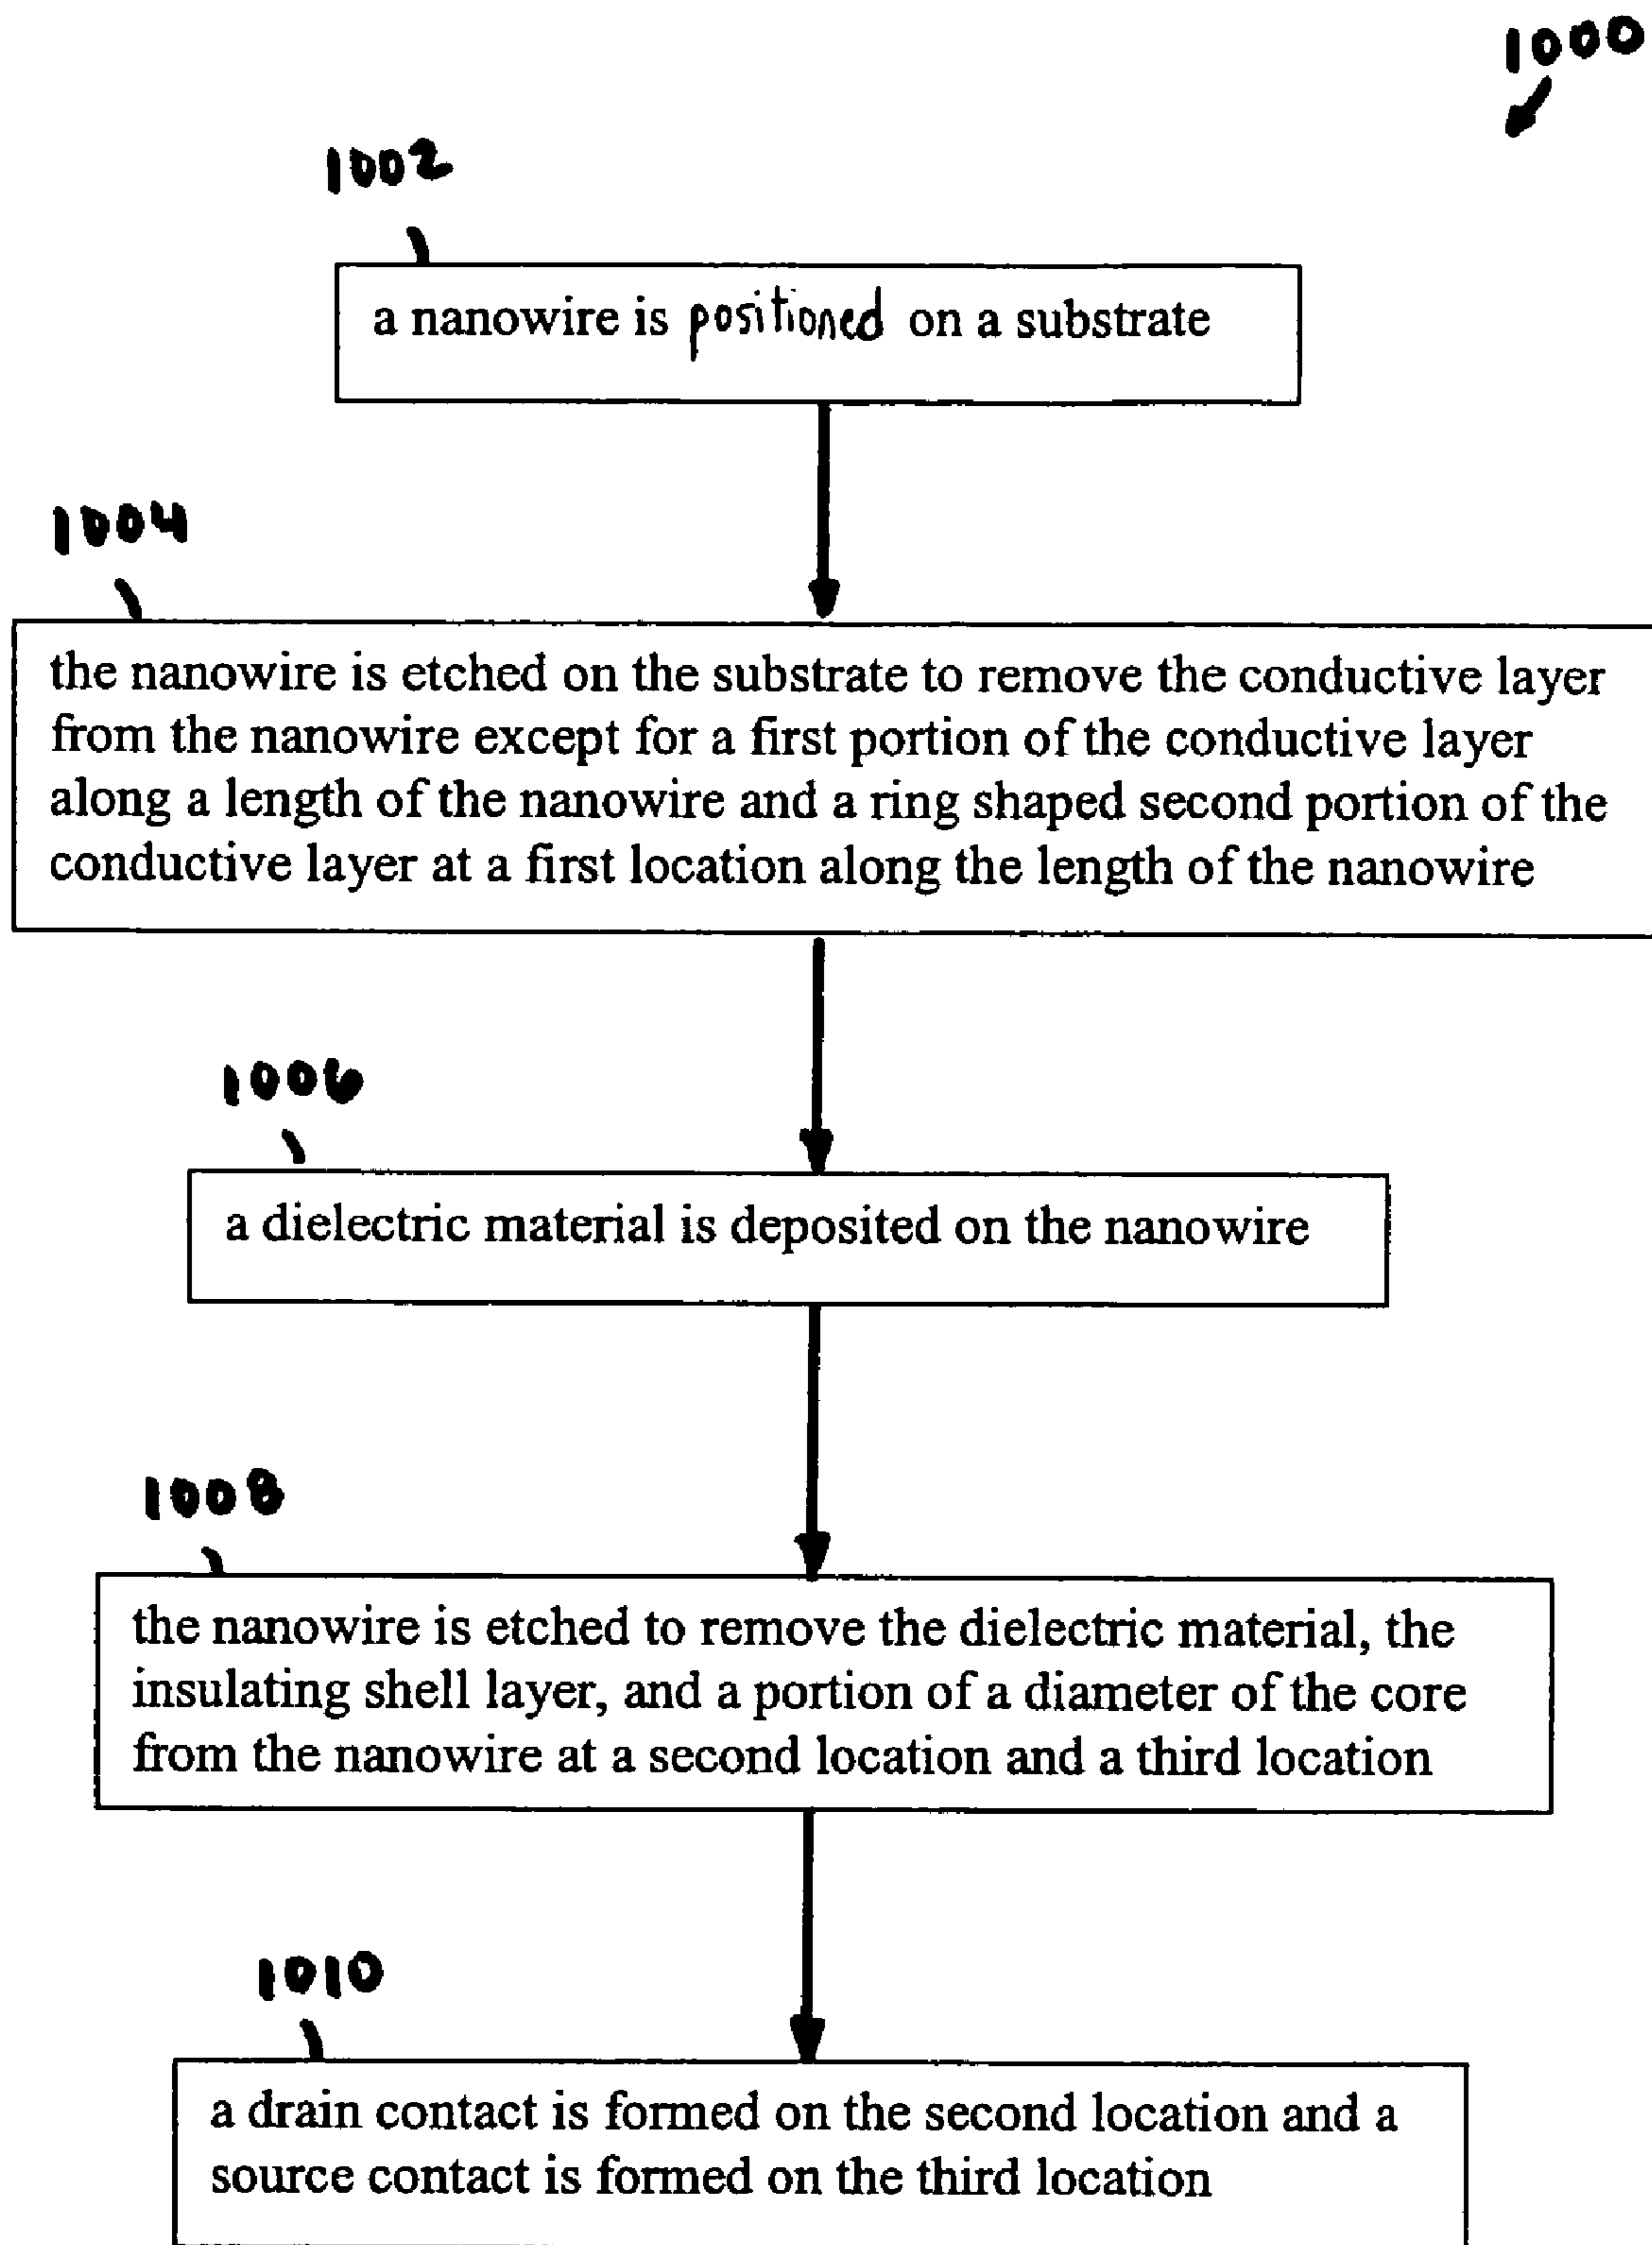 1000
1002
a nanowire is positioned on a substrate
1004
the nanowire is etched on the substrate to remove the conductive layer
from the nanowire except for a first portion of the conductive layer
along a length of the nanowire and a ring shaped second portion of the
conductive layer at a first location along the length of the nanowire
1006
a dielectric material is deposited on the nanowire
1008
the nanowire is etched to remove the dielectric material, the
insulating shell layer, and a portion of a diameter of the core
from the nanowire at a second location and a third location
1010
a drain contact is formed on the second location and a
source contact is formed on the third location